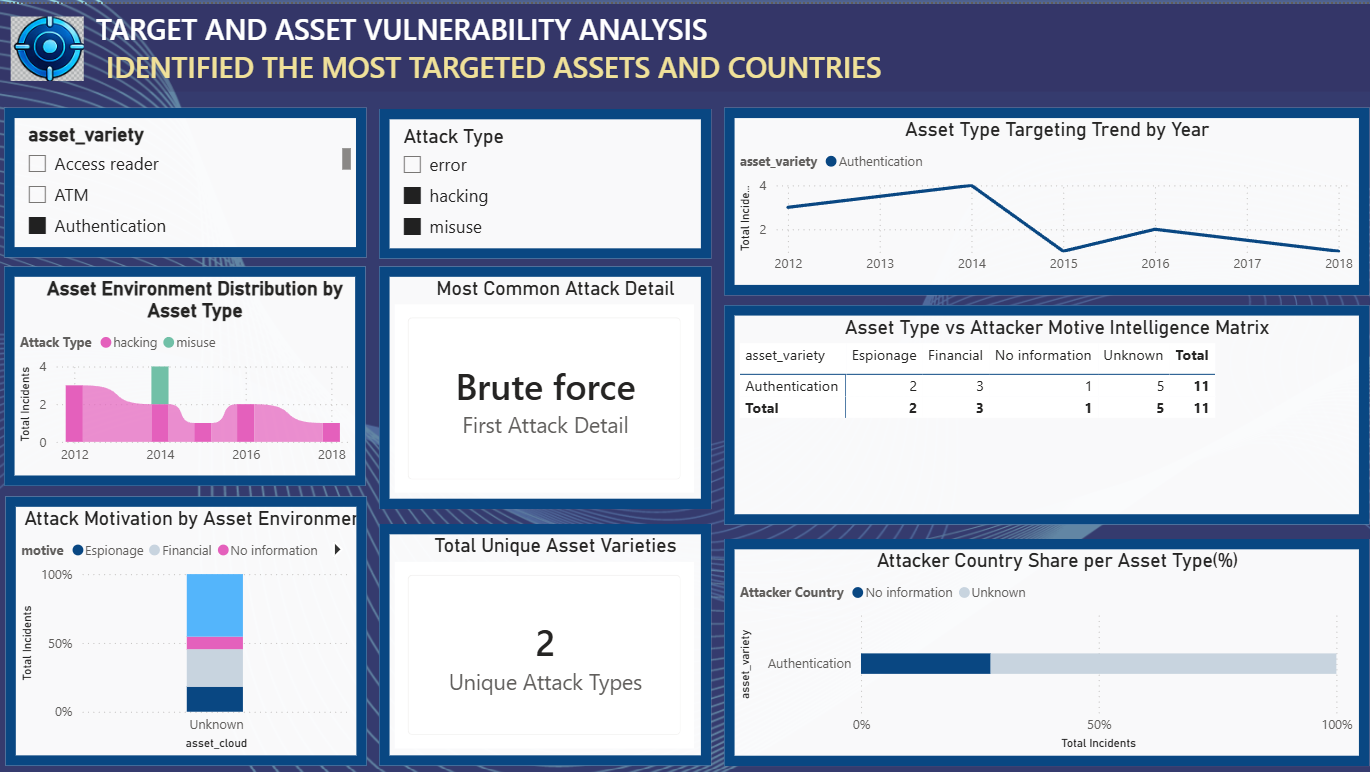 TARGET AND ASSET VULNERABILITY ANALYSIS
IDENTIFIED THE MOST TARGETED ASSETS AND COUNTRIES
asset_variety
Access reader
ATM
Authentication
Attack Type
error
hacking
misuse
Asset Type Targeting Trend by Year
asset_variety Authentication
Total Incide..
4
2
2012 2013 2014 2015 2016 2017 2018
Asset Environment Distribution by
Asset Type
Attack Type hacking misuse
Total Incidents
4
2
0
2012 2014 2016 2018
Most Common Attack Detail
Brute force
First Attack Detail
Asset Type vs Attacker Motive Intelligence Matrix
asset_variety Espionage Financial No information Unknown Total
Authentication 2 3 1 5 11
Total 2 3 1 5 11
Attack Motivation by Asset Environmen
motive Espionage Financial No information
Total Incidents
100%
50%
0%
Unknown
asset_cloud
Total Unique Asset Varieties
2
Unique Attack Types
Attacker Country Share per Asset Type(%)
Attacker Country No information Unknown
asset_variety
Authentication
0% 50% 100%
Total Incidents